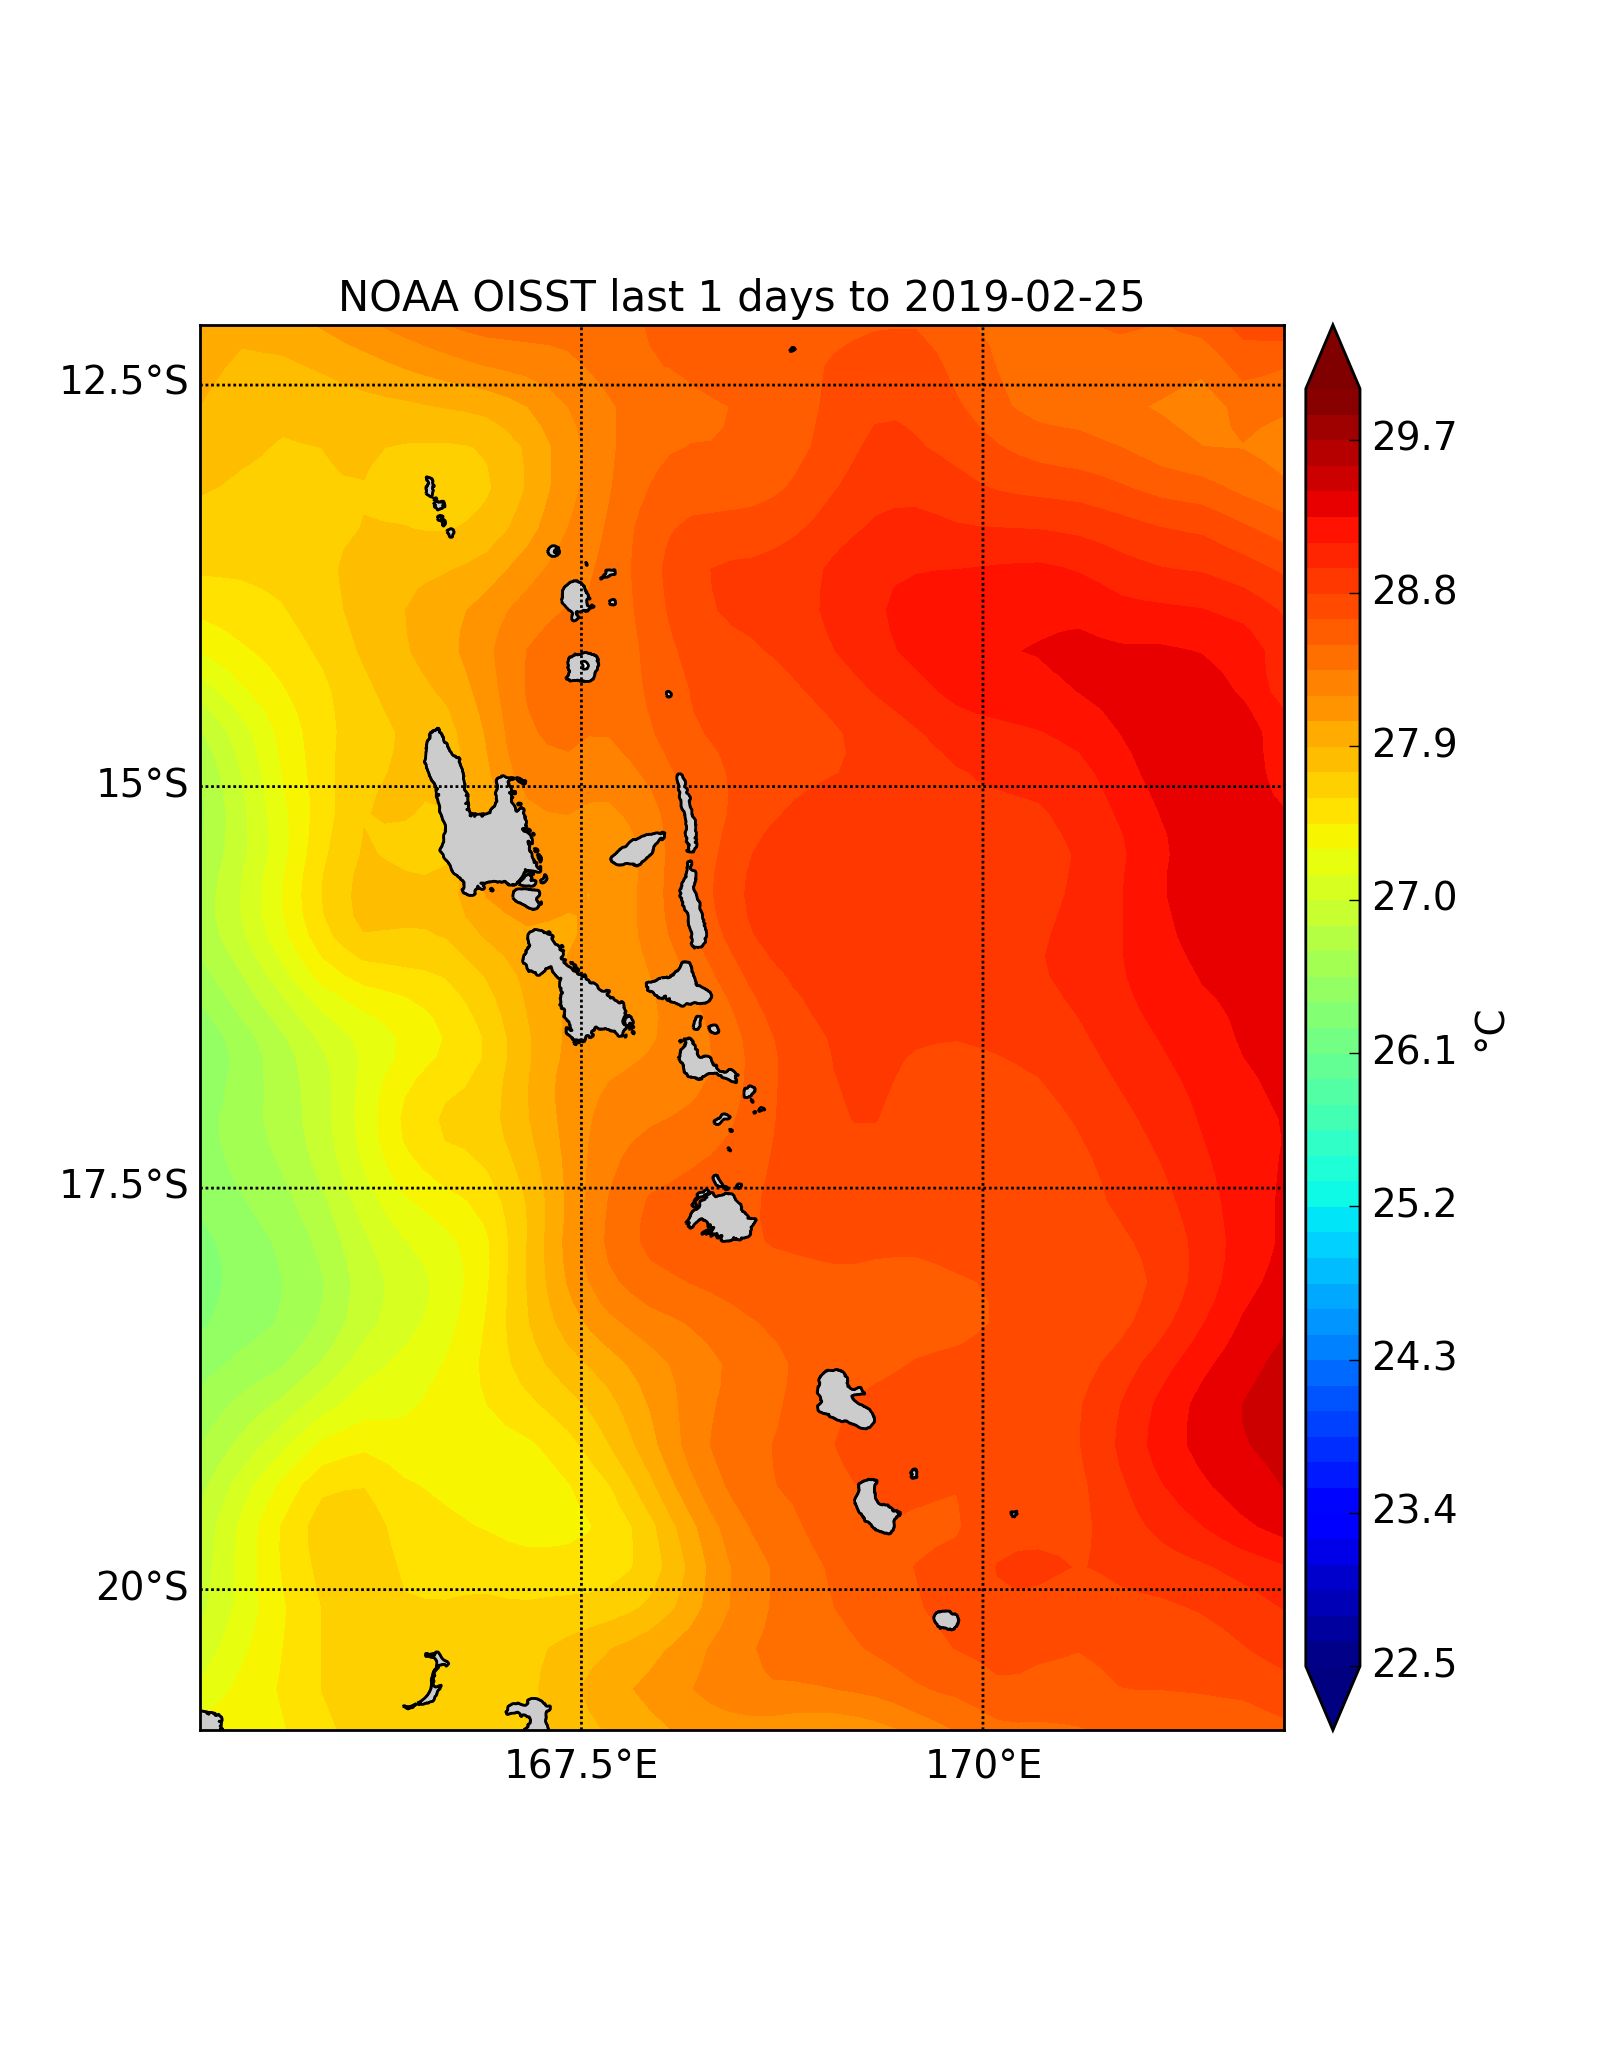 NOAA OISST last 1 days to 2019-02-25
12.5°S
15°S
17.5°S
20°S
167.5°E
170°E
29.7
28.8
27.9
27.0
26.1
25.2
24.3
23.4
22.5
°C